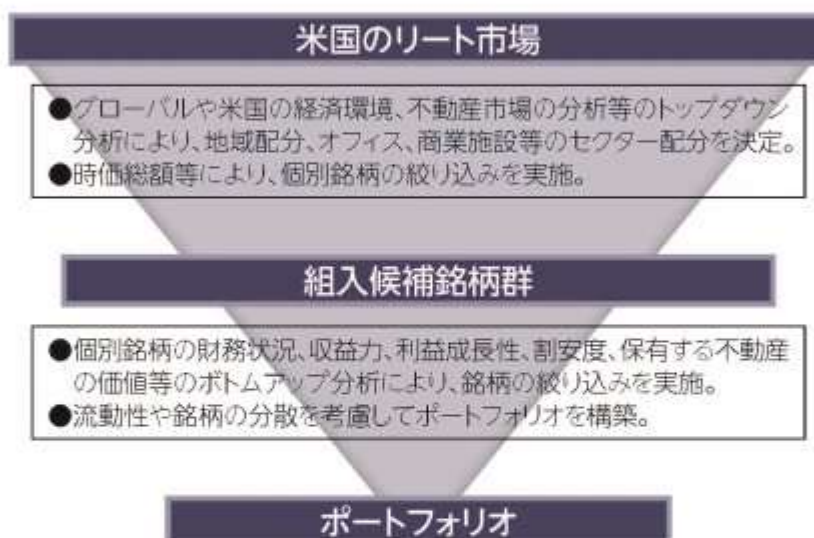 米国のリート市場
●グローバルや米国の経済環境、不動産市場の分析等のトップダウン
分析により、地域配分、オフィス、商業施設等のセクター配分を決定。
●時価総額等により、個別銘柄の絞り込みを実施。
組入候補銘柄群
●個別銘柄の財務状況、収益力、利益成長性、割安度、保有する不動産
の価値等のボトムアップ分析により、銘柄の絞り込みを実施。
●流動性や銘柄の分散を考慮してポートフォリオを構築。
ポートフォリオ